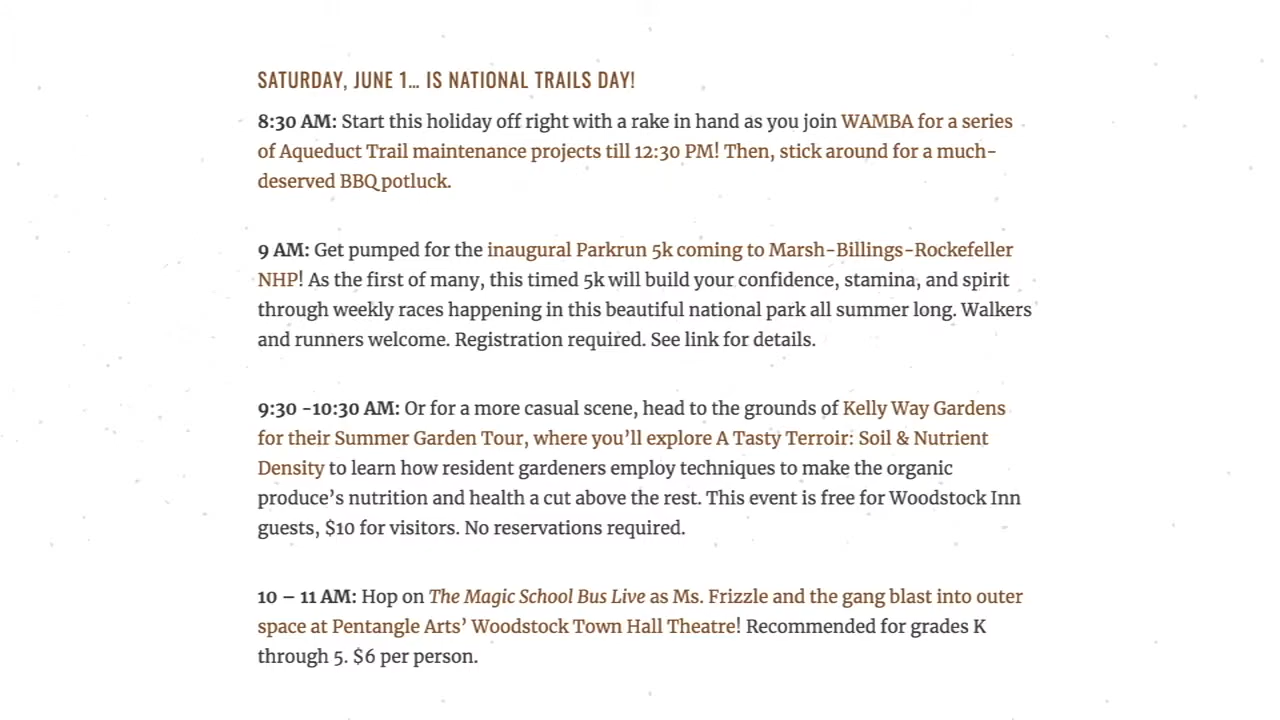 SATURDAY, JUNE 1... IS NATIONAL TRAILS DAY!
8:30 AM: Start this holiday off right with a rake in hand as you join WAMBA for a series
of Aqueduct Trail maintenance projects till 12:30 PM! Then, stick around for a much-
deserved BBQ potluck.
9 AM: Get pumped for the inaugural Parkrun 5k coming to Marsh-Billings-Rockefeller
NHP! As the first of many, this timed 5k will build your confidence, stamina, and spirit
through weekly races happening in this beautiful national park all summer long. Walkers
and runners welcome. Registration required. See link for details.
9:30 -10:30 AM: Or for a more casual scene, head to the grounds of Kelly Way Gardens
for their Summer Garden Tour, where you’ll explore A Tasty Terroir: Soil & Nutrient
Density to learn how resident gardeners employ techniques to make the organic
produce’s nutrition and health a cut above the rest. This event is free for Woodstock Inn
guests, $10 for visitors. No reservations required.
10 – 11 AM: Hop on The Magic School Bus Live as Ms. Frizzle and the gang blast into outer
space at Pentangle Arts’ Woodstock Town Hall Theatre! Recommended for grades K
through 5. $6 per person.